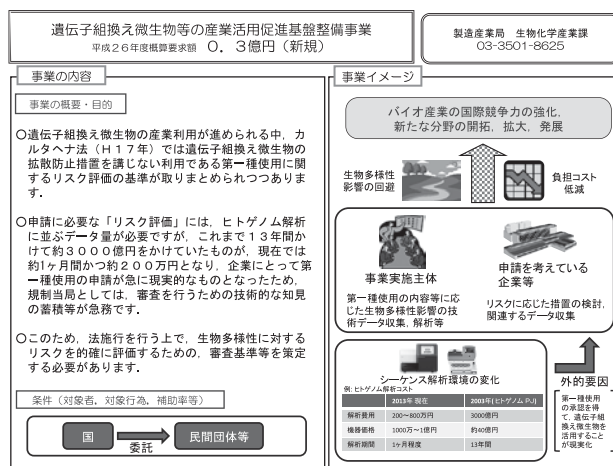 遺伝子組換え微生物等の産業活用促進基盤整備事業
平成26年度概算要求額 0.3億円(新規)
製造産業局 生物化学産業課
03-3501-8625
事業の内容
事業の概要・目的
○遺伝子組換え微生物の産業利用が進められる中,カ
ルタヘナ法(H17年)では遺伝子組換え微生物の
拡散防止措置を講じない利用である第一種使用に関
するリスク評価の基準が取りまとめられつつありま
す.
○申請に必要な「リスク評価」には,ヒトゲノム解析
に並ぶデータ量が必要ですが,これまで13年間か
けて約3000億円をかけていたものが,現在では
約1ヶ月間かつ約200万円となり,企業にとって第
一種使用の申請が急に現実的なものとなったため,
規制当局としては,審査を行うための技術的な知見
の蓄積等が急務です.
○このため,法施行を行う上で,生物多様性に対する
リスクを的確に評価するための,審査基準等を策定
する必要があります.
条件(対象者,対象行為,補助率等)
国
委託
民間団体等
事業イメージ
バイオ産業の国際競争力の強化,
新たな分野の開拓,拡大,発展
生物多様性
影響の回避
負担コスト
低減
事業実施主体
第一種使用の内容等に応
じた生物多様性影響の技
術データ収集,解析等
申請を考えている
企業等
リスクに応じた措置の検討,
関連するデータ収集
シーケンス解析環境の変化
例:ヒトゲノム解析コスト
2013年 現在 2003年(ヒトゲノム PJ)
解析費用 200~800万円 3000億円
機器価格 1000万~1億円 約40億円
解析期間 1ヶ月程度 13年間
外的要因
第一種使用
の承認を得
て,遺伝子組
換え微生物を
活用すること
が現実化